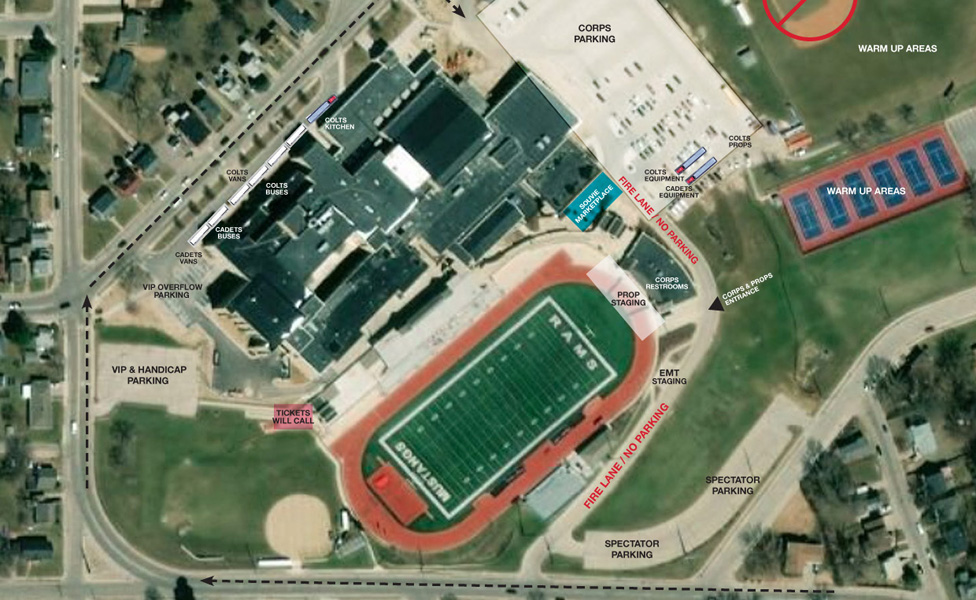 CORPS
PARKING
WARM UP AREAS
COLTS
KITCHEN
COLTS
PROPS
COLTS
VANS
COLTS
BUSES
COLTS
EQUIPMENT
CADETS
EQUIPMENT
WARM UP AREAS
SOUVIE
MARKETPLACE
FIRE LANE / NO PARKING
CADETS
BUSES
CADETS
VANS
VIP OVERFLOW
PARKING
CORPS
RESTROOMS
CORPS & PROPS
ENTRANCE
PROP
STAGING
RAMS
VIP & HANDICAP
PARKING
EMT
STAGING
TICKETS
WILL CALL
MUSTANGS
FIRE LANE / NO PARKING
SPECTATOR
PARKING
SPECTATOR
PARKING